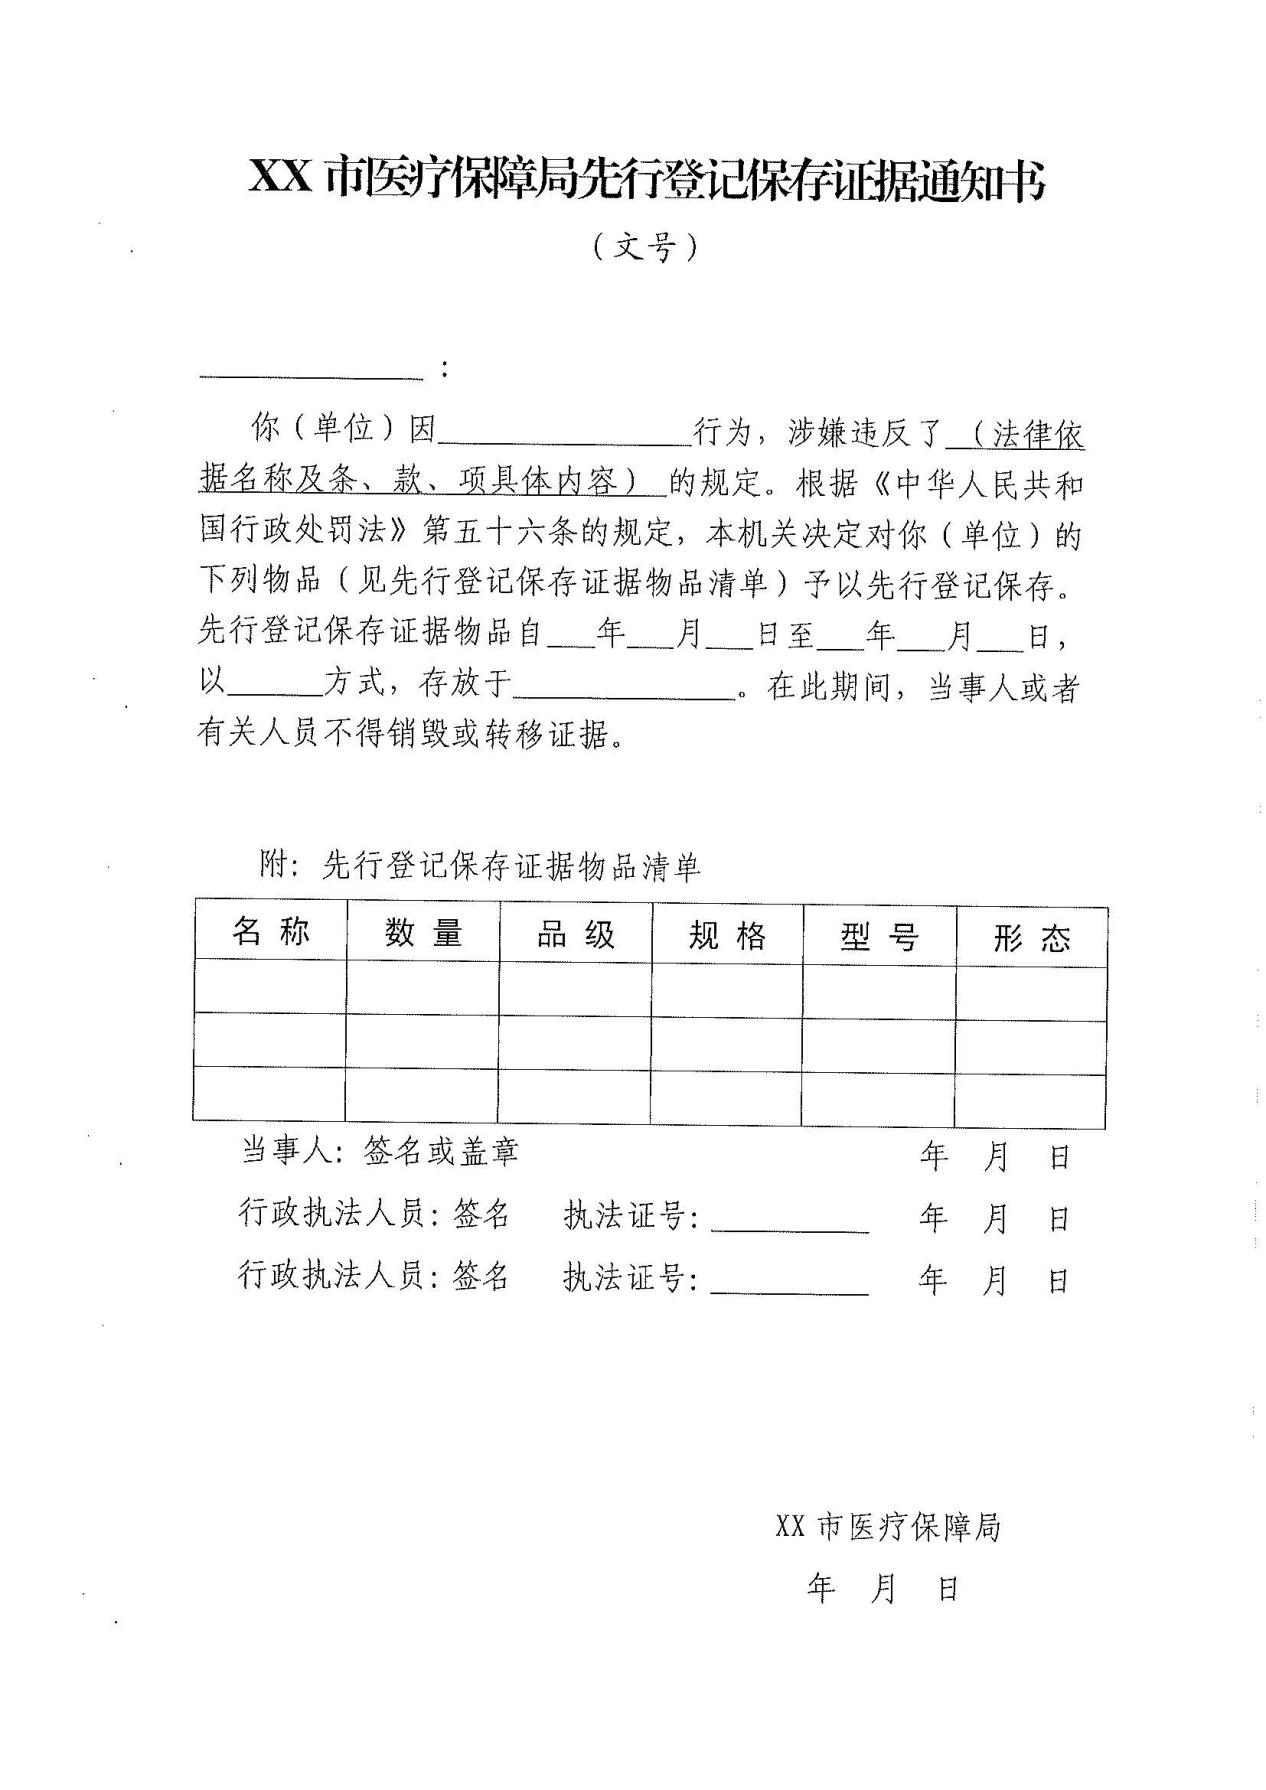 XX 市医疗保障局先行登记保存证据通知书
（文号）
______________：
你（单位）因________________行为，涉嫌违反了 （法律依
据名称及条、款、项具体内容） 的规定。根据《中华人民共和
国行政处罚法》第五十六条的规定，本机关决定对你（单位）的
下列物品（见先行登记保存证据物品清单）予以先行登记保存。
先行登记保存证据物品自___年___月___日至___年___月___日，
以______方式，存放于______________。在此期间，当事人或者
有关人员不得销毁或转移证据。
附：先行登记保存证据物品清单
名 称 数 量 品 级 规 格 型 号 形 态
当事人：签名或盖章 年 月 日
行政执法人员：签名 执法证号：__________ 年 月 日
行政执法人员：签名 执法证号：__________ 年 月 日
XX 市医疗保障局
年 月 日